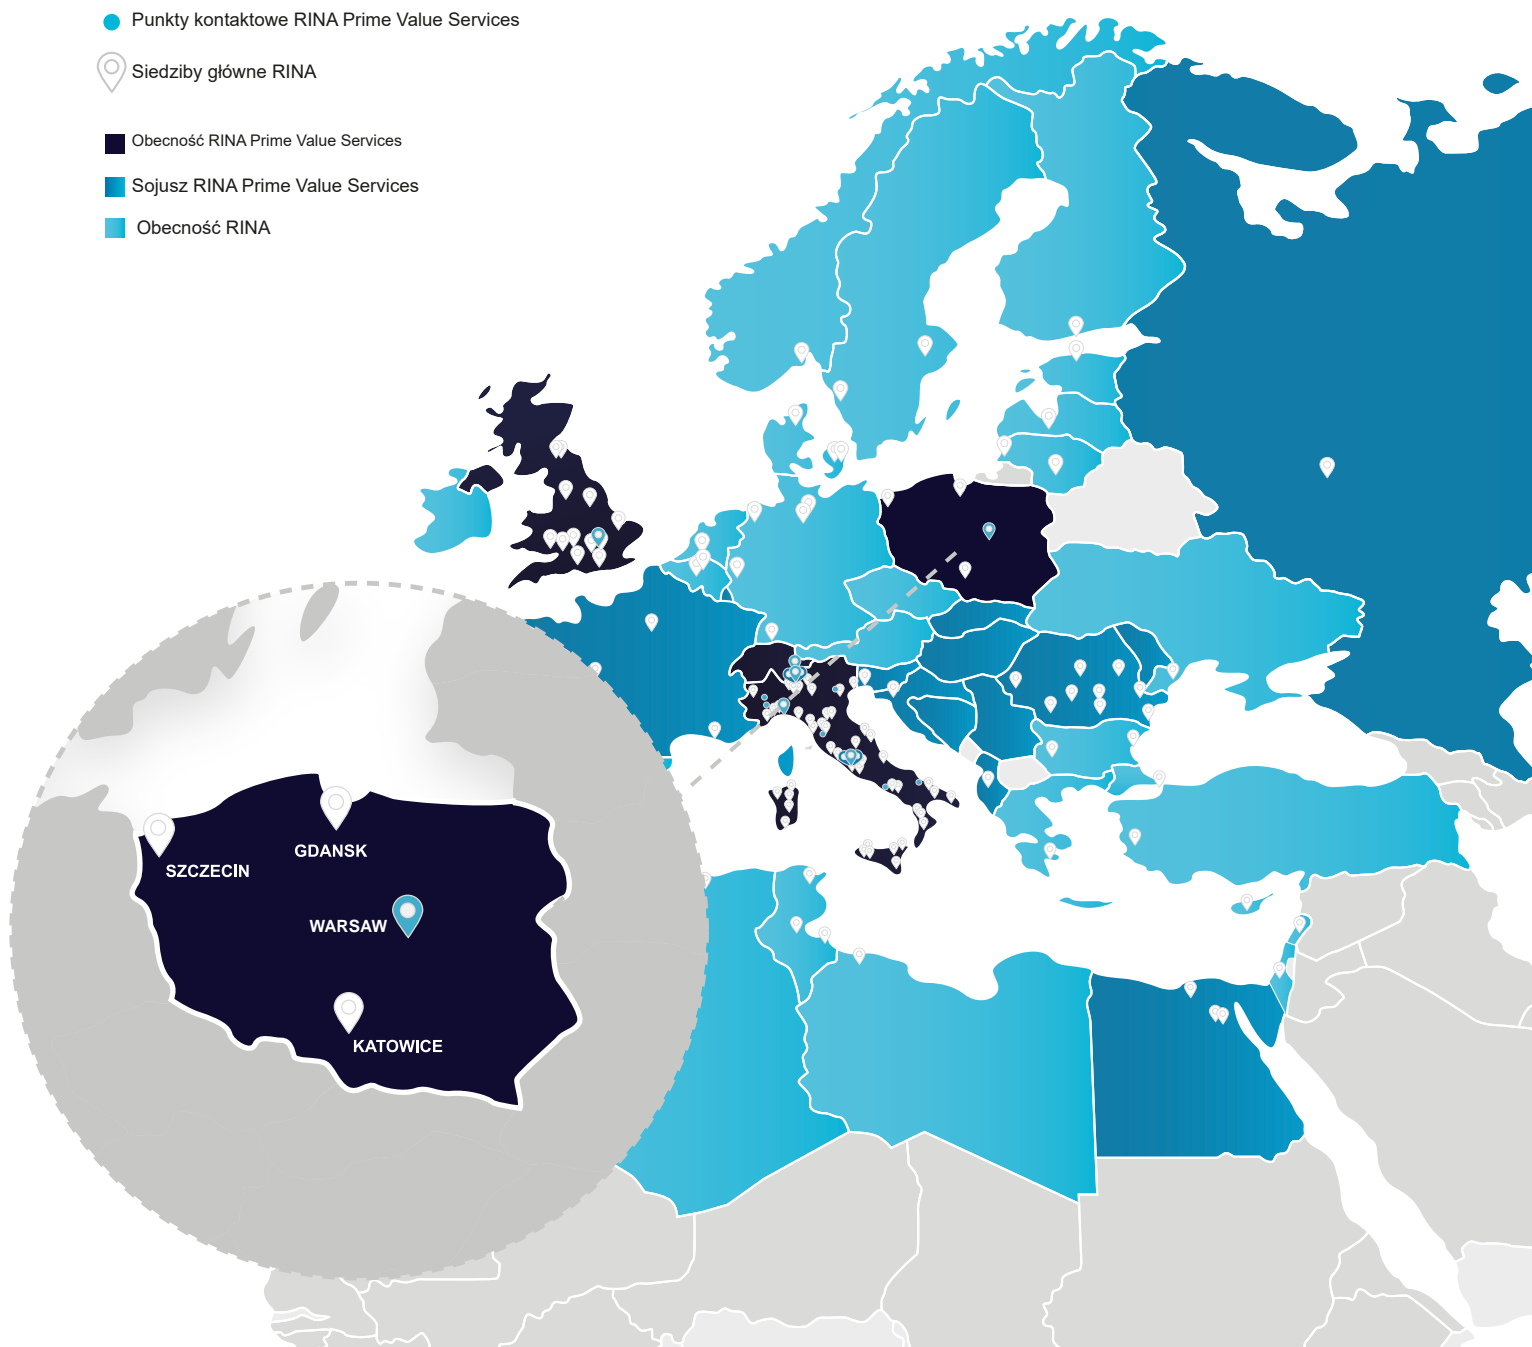 Punkty kontaktowe RINA Prime Value Services
Siedziby główne RINA
Obecność RINA Prime Value Services
Sojusz RINA Prime Value Services
Obecność RINA
GDANSK
SZCZECIN
WARSAW
KATOWICE